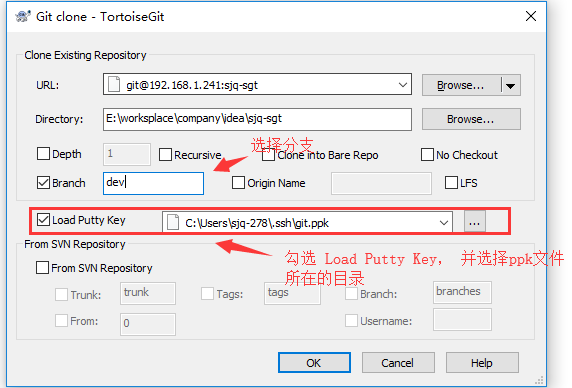 Git clone - TortoiseGit
Clone Existing Repository
URL: git@192.168.1.241:sjq-sgt Browse...
Directory: E:\worksplace\company\idea\sjq-sgt Browse...
选择分支
Depth 1 Recursive Clone into Bare Repo No Checkout
Branch dev Origin Name LFS
Load Putty Key C:\Users\sjq-278\.ssh\git.ppk ...
From SVN Repository
勾选 Load Putty Key， 并选择ppk文件
所在的目录
From SVN Repository
Trunk: trunk Tags: tags Branch: branches
From: 0 Username:
OK Cancel Help